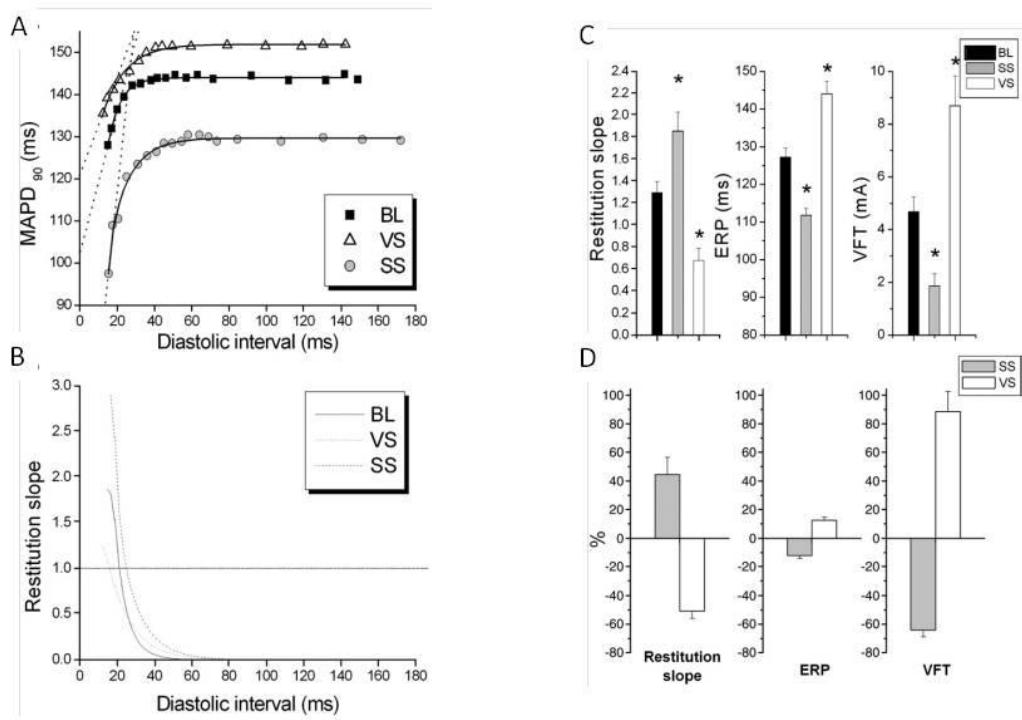 A
MAPD 90 (ms)
150
140
130
120
110
100
90
0 20 40 60 80 100 120 140 160 180
Diastolic interval (ms)
BL
VS
SS
B
Restitution slope
3.0
2.5
2.0
1.5
1.0
0.5
0.0
0 20 40 60 80 100 120 140 160 180
Diastolic interval (ms)
BL
VS
SS
C
BL
SS
VS
Restitution slope
2.4
2.2
2.0
1.8
1.6
1.4
1.2
1.0
0.8
0.6
0.4
0.2
0.0
* *
ERP (ms)
150
140
130
120
110
100
90
80
* *
VFT (mA)
10
8
6
4
2
0
* *
D
SS
VS
%
100
80
60
40
20
0
-20
-40
-60
-80
Restitution
slope
100
80
60
40
20
0
-20
-40
-60
-80
ERP
100
80
60
40
20
0
-20
-40
-60
-80
VFT